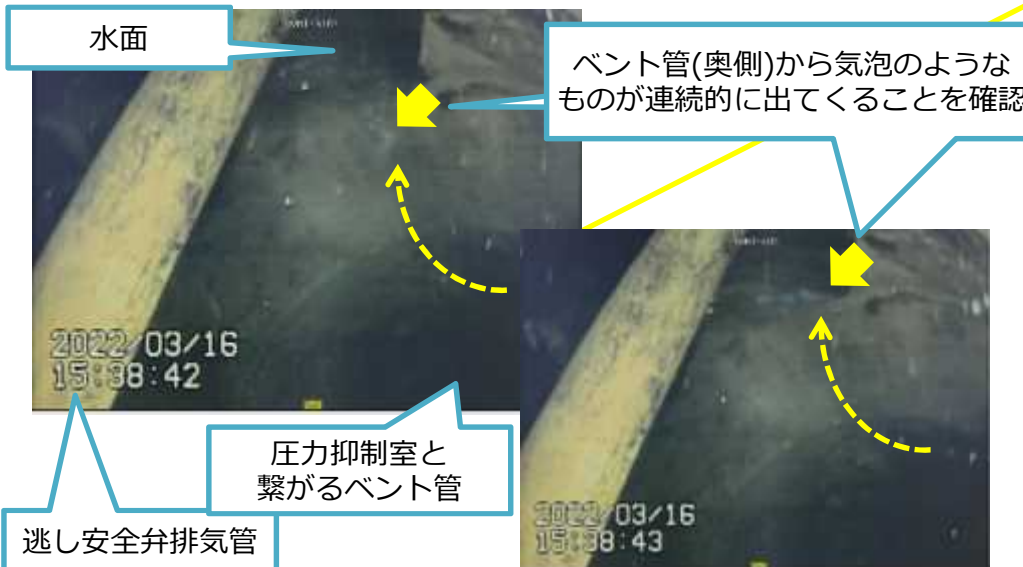 水面
ベント管(奥側)から気泡のような
ものが連続的に出てくることを確認
2022/03/16
15:38:42
圧力抑制室と
繋がるベント管
逃し安全弁排気管
2022/03/16
15:38:43